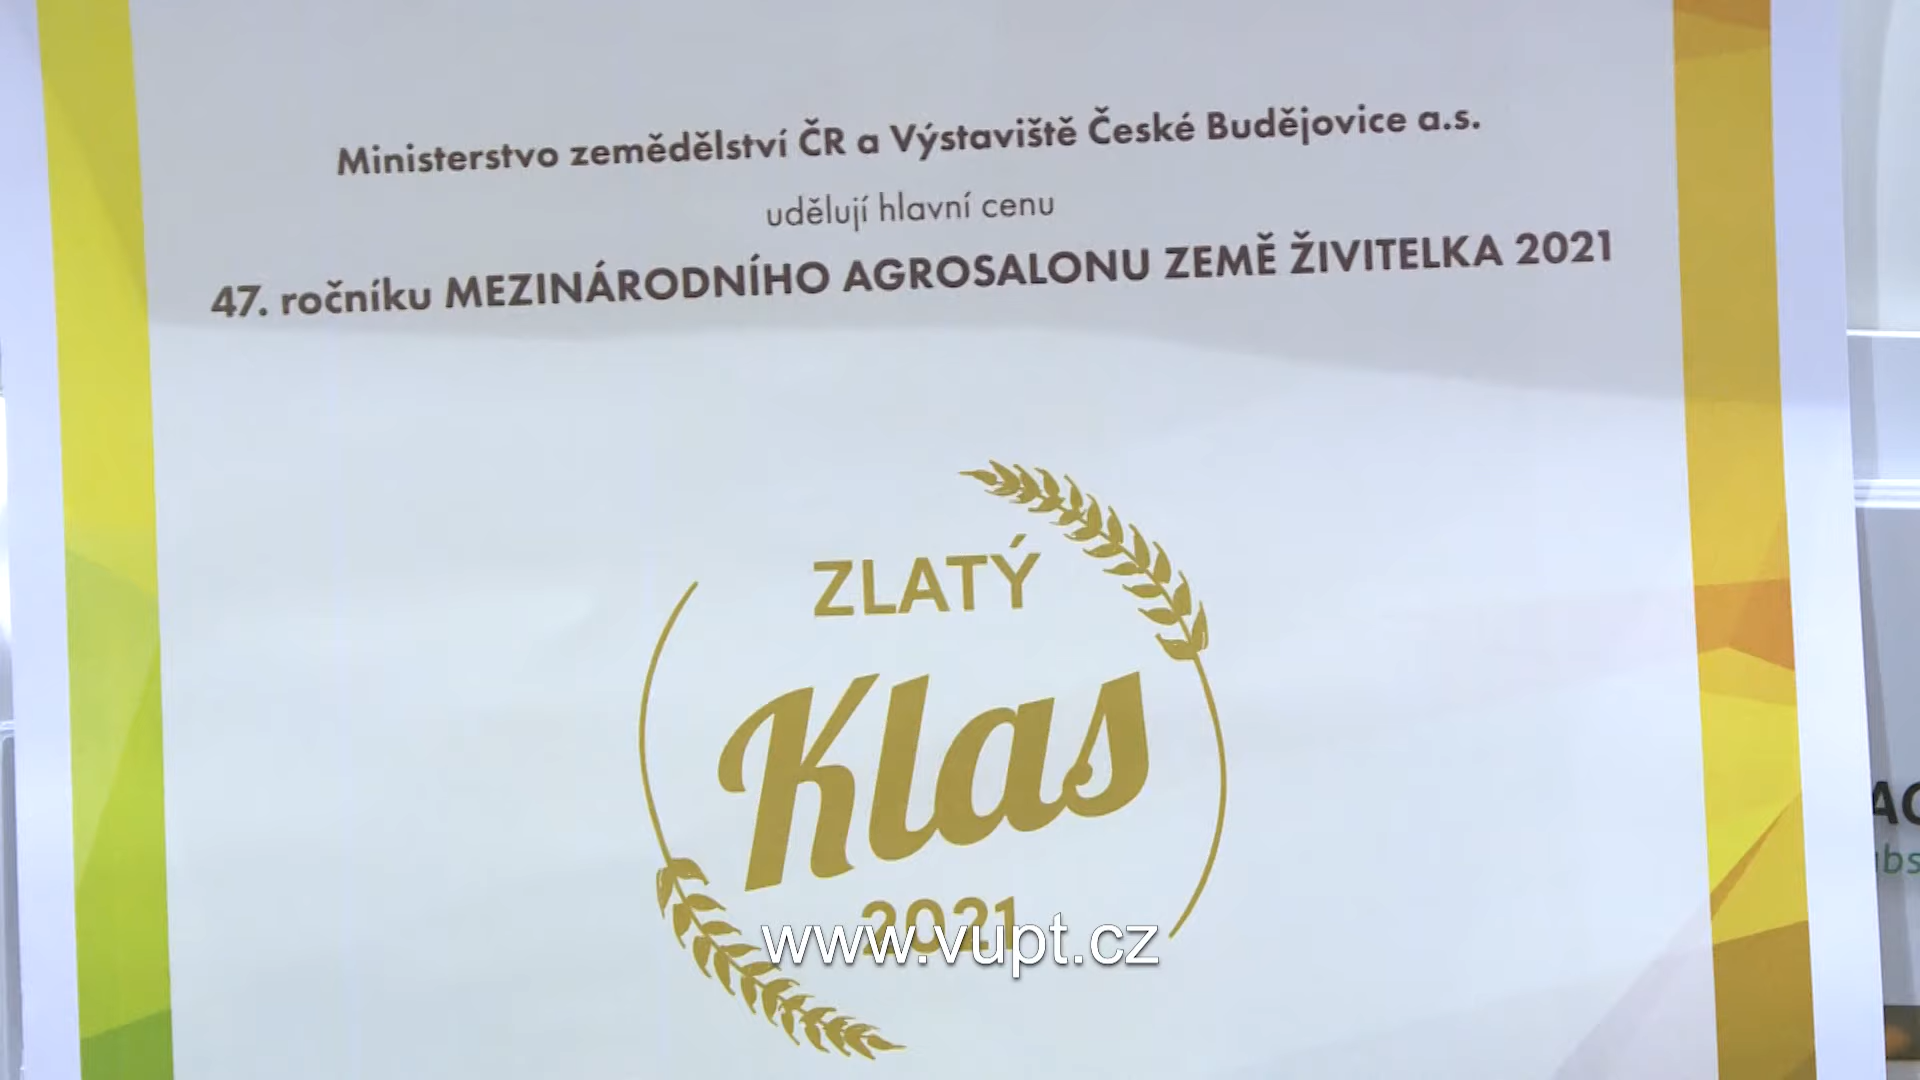 Ministerstvo zemědělství ČR a Výstaviště České Budějovice a.s.
udělují hlavní cenu
47. ročníku MEZINÁRODNÍHO AGROSALONU ZEMĚ ŽIVITELKA 2021
ZLATÝ
Klas
2021
www.vupt.cz